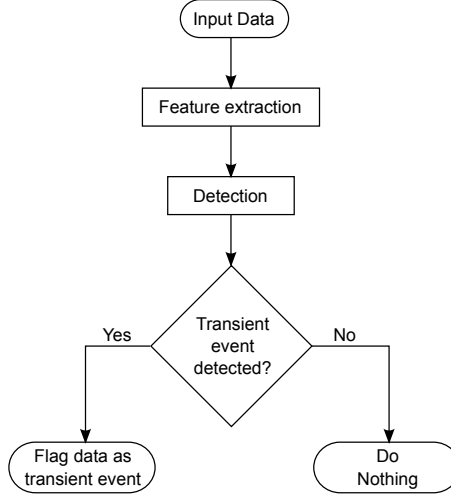 Input Data
Feature extraction
Detection
Transient
event
detected?
Yes
No
Flag data as
transient event
Do
Nothing